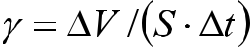 γ = ΔV /(S · Δt)